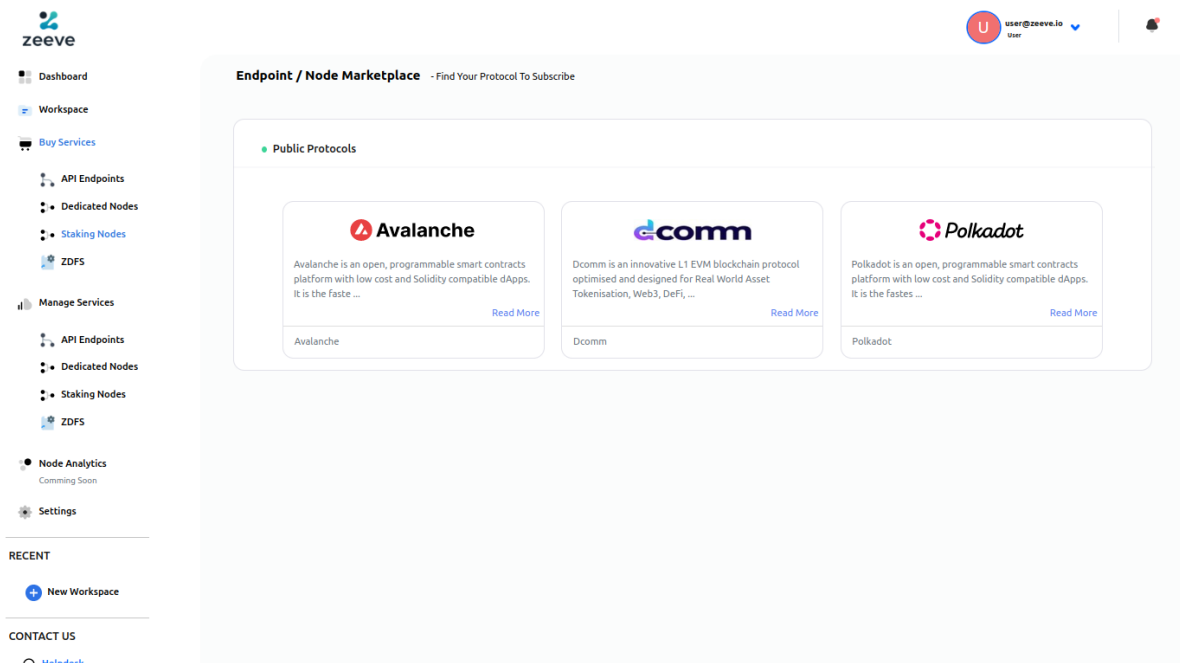 zeeve
U
user@zeeve.io
User
Dashboard
Workspace
Buy Services
API Endpoints
Dedicated Nodes
Staking Nodes
ZDFS
Manage Services
API Endpoints
Dedicated Nodes
Staking Nodes
ZDFS
Node Analytics
Comming Soon
Settings
RECENT
New Workspace
CONTACT US
Helpdesk
Endpoint / Node Marketplace - Find Your Protocol To Subscribe
Public Protocols
Avalanche
Avalanche is an open, programmable smart contracts
platform with low cost and Solidity compatible dApps.
It is the faste ...
Read More
Avalanche
dcomm
Dcomm is an innovative L1 EVM blockchain protocol
optimised and designed for Real World Asset
Tokenisation, Web3, DeFi, ...
Read More
Dcomm
Polkadot
Polkadot is an open, programmable smart contracts
platform with low cost and Solidity compatible dApps.
It is the fastes ...
Read More
Polkadot